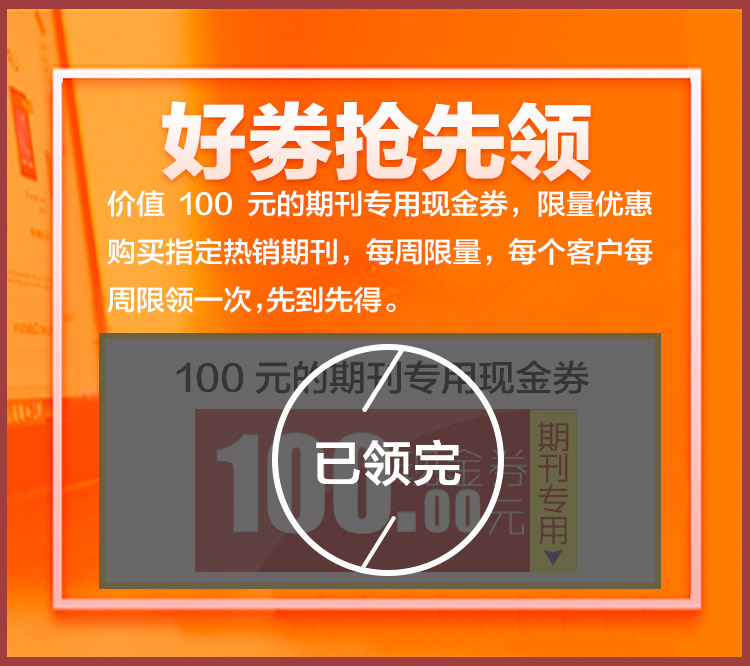 好券抢先领
价值 100 元的期刊专用现金券，限量优惠
购买指定热销期刊，每周限量，每个客户每
周限领一次,先到先得。
100 元的期刊专用现金券
100.00
现金券
元
期刊专用
已领完